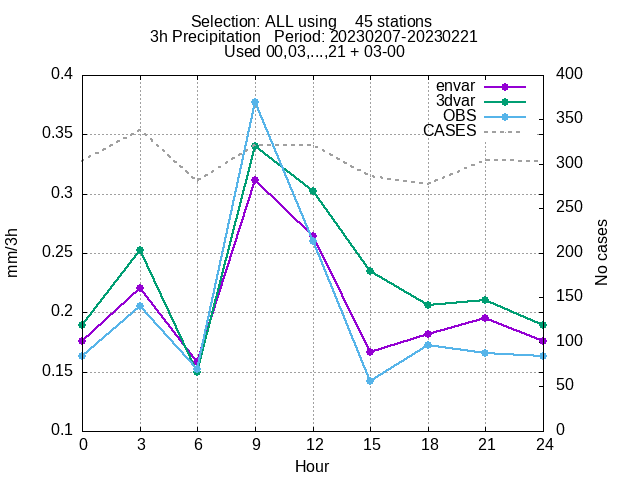 Selection: ALL using    45 stations
3h Precipitation   Period: 20230207-20230221
Used 00,03,...,21 + 03-00
envar
3dvar
OBS
CASES
0.4
0.35
0.3
0.25
0.2
0.15
0.1
400
350
300
250
200
150
100
50
0
mm/3h
No cases
0 3 6 9 12 15 18 21 24
Hour